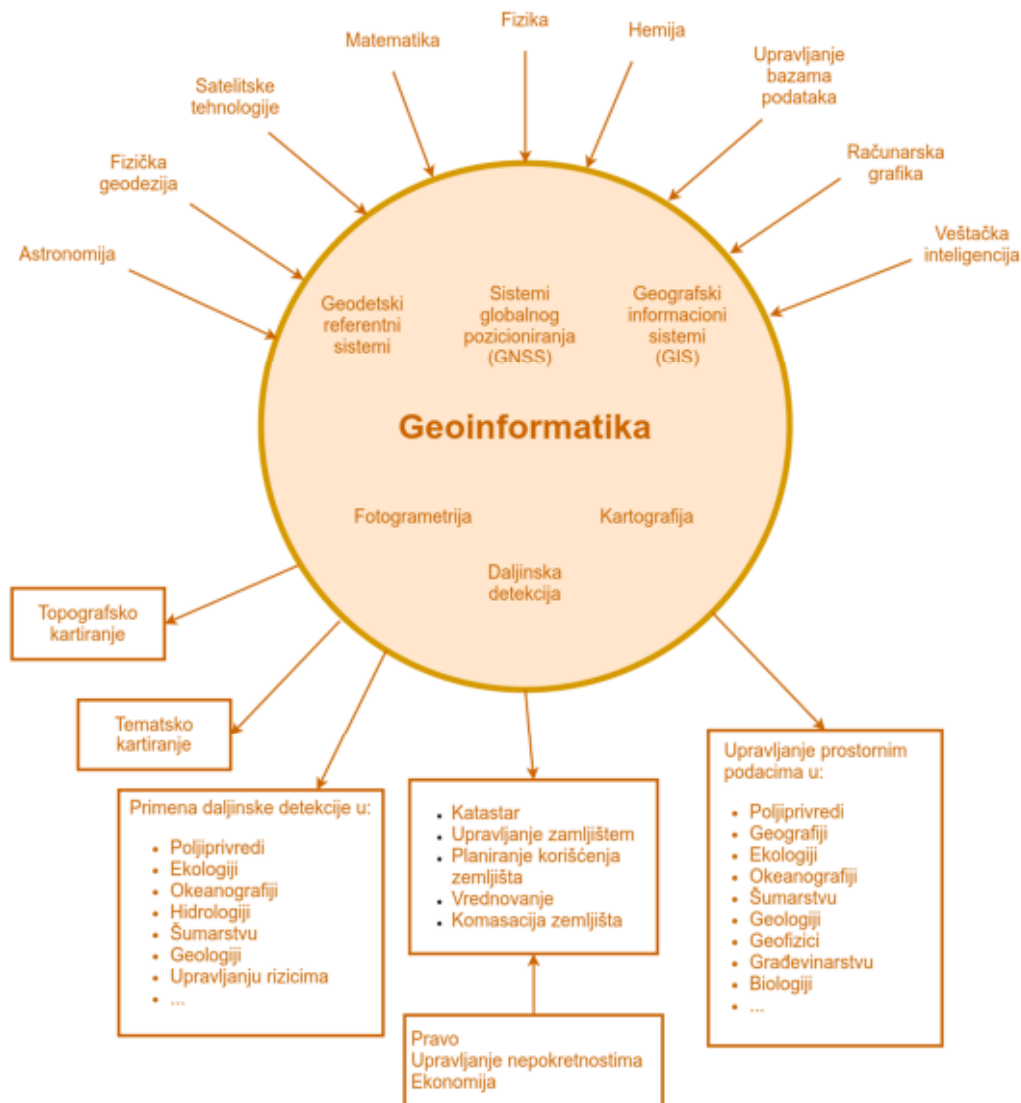 Fizika
Matematika
Hemija
Upravljanje
bazama
podataka
Satelitske
tehnologije
Računarska
grafika
Fizička
geodezija
Veštačka
inteligencija
Astronomija
Geodetski
referentni
sistemi
Sistemi
globalnog
pozicioniranja
(GNSS)
Geografski
informacioni
sistemi
(GIS)
Geoinformatika
Fotogrametrija
Kartografija
Daljinska
detekcija
Topografsko
kartiranje
Tematsko
kartiranje
Primena daljinske detekcije u:
• Poljiprivredi
• Ekologiji
• Okeanografiji
• Hidrologiji
• Šumarstvu
• Geologiji
• Upravljanju rizicima
• ...
• Katastar
• Upravljanje zamljištem
• Planiranje korišćenja
zemljišta
• Vrednovanje
• Komasacija zemljišta
Pravo
Upravljanje nepokretnostima
Ekonomija
Upravljanje prostornim
podacima u:
• Poljiprivredi
• Geografiji
• Ekologiji
• Okeanografiji
• Šumarstvu
• Geologiji
• Geofizici
• Građevinarstvu
• Biologiji
• ...